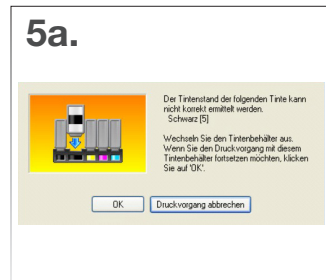 5a.
Der Tintenstand der folgenden Tinte kann
nicht korrekt ermittelt werden.
Schwarz [5]
Wechseln Sie den Tintenbehälter aus.
Wenn Sie den Druckvorgang mit diesem
Tintenbehälter fortsetzen möchten, klicken
Sie auf 'OK'.
OK
Druckvorgang abbrechen